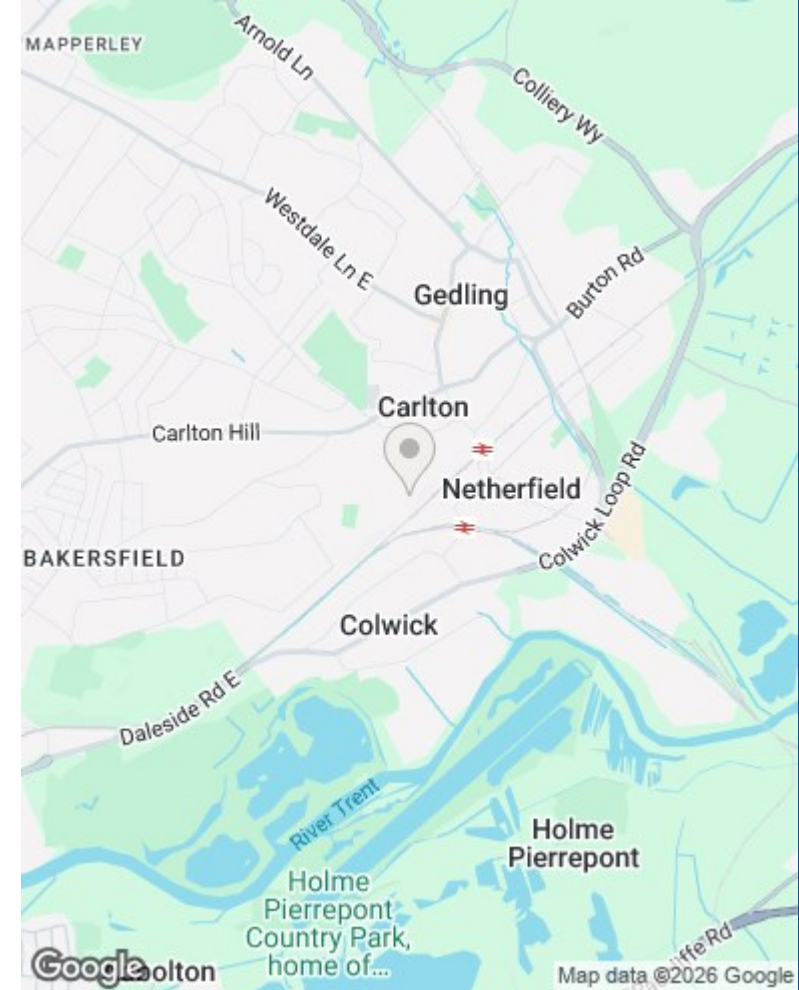 MAPPERLEY
Arnold Ln
Colliery Wy
Westdale Ln E
Burton Rd
Gedling
Carlton
Carlton Hill
Netherfield
Colwick Loop Rd
BAKERSFIELD
Colwick
Daleside Rd E
River Trent
Holme
Pierrepont
Holme
Pierrepont
Country Park,
home of...
Google
Map data ©2026 Google